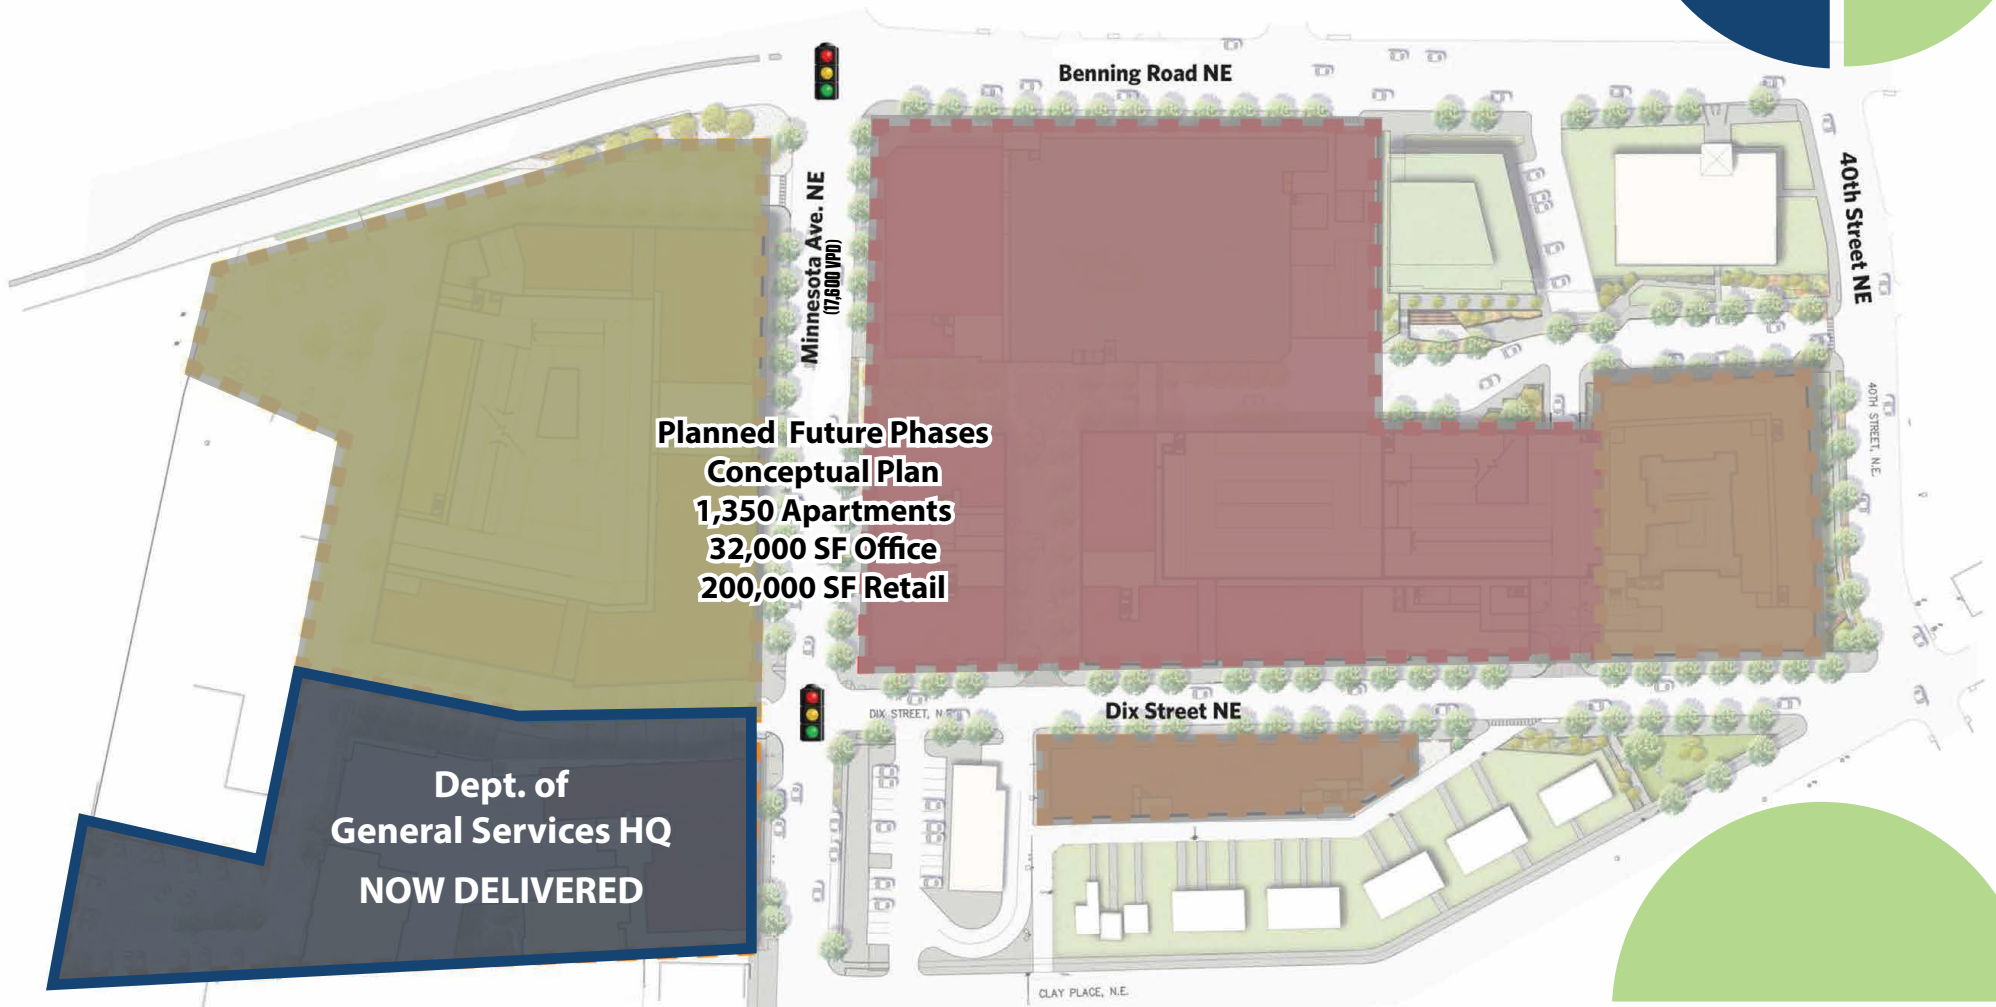 Benning Road NE
40th Street NE
Minnesota Ave. NE
(17,600 VPD)
40TH STREET, N.E.
Planned Future Phases
Conceptual Plan
1,350 Apartments
32,000 SF Office
200,000 SF Retail
DIX STREET, N.E.
Dix Street NE
Dept. of
General Services HQ
NOW DELIVERED
CLAY PLACE, N.E.